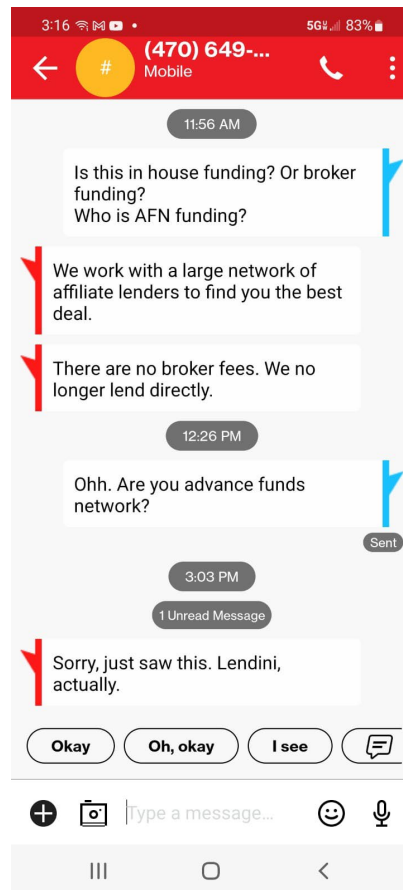 3:16
5G 83%
(470) 649-...
# Mobile
11:56 AM
Is this in house funding? Or broker
funding?
Who is AFN funding?
We work with a large network of
affiliate lenders to find you the best
deal.
There are no broker fees. We no
longer lend directly.
12:26 PM
Ohh. Are you advance funds
network?
Sent
3:03 PM
1 Unread Message
Sorry, just saw this. Lendini,
actually.
Okay Oh, okay I see
Type a message...